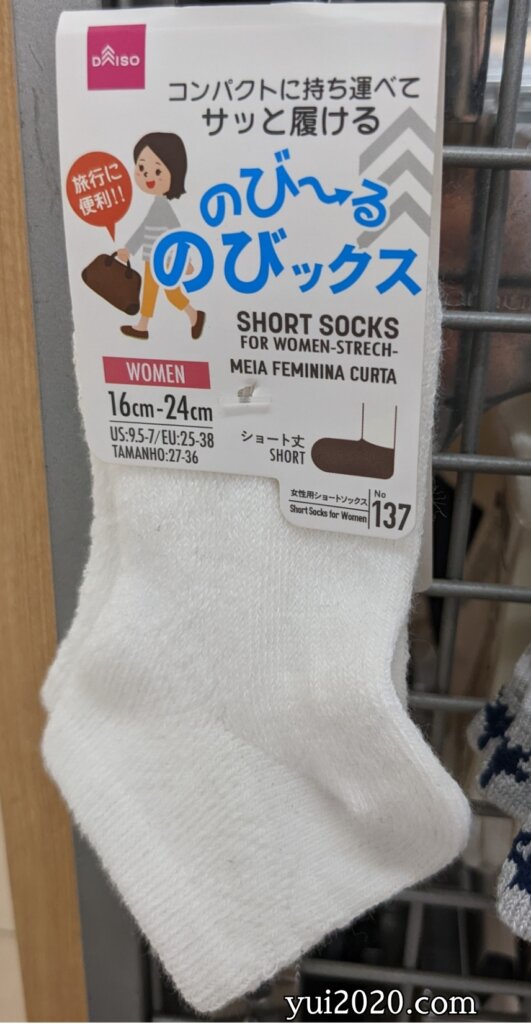 DAISO
コンパクトに持ち運べて
サッと履ける
旅行に
便利!!
のび〜る
のびックス
SHORT SOCKS
FOR WOMEN-STRECH-
MEIA FEMININA CURTA
WOMEN
16cm-24cm
US:9.5-7/EU:25-38
TAMANHO:27-36
ショート丈
SHORT
女性用ショートソックス
Short Socks for Women
No
137
yui2020.com